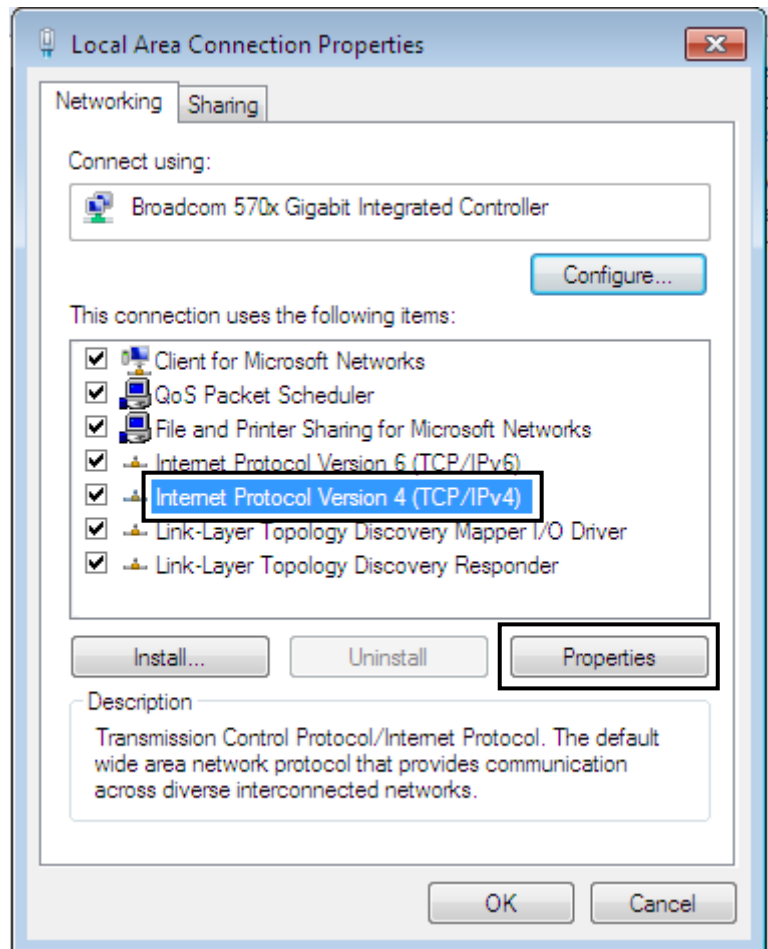 Local Area Connection Properties
Networking
Sharing
Connect using:
Broadcom 570x Gigabit Integrated Controller
Configure...
This connection uses the following items:
Client for Microsoft Networks
QoS Packet Scheduler
File and Printer Sharing for Microsoft Networks
Internet Protocol Version 6 (TCP/IPv6)
Internet Protocol Version 4 (TCP/IPv4)
Link-Layer Topology Discovery Mapper I/O Driver
Link-Layer Topology Discovery Responder
Install...
Uninstall
Properties
Description
Transmission Control Protocol/Internet Protocol. The default
wide area network protocol that provides communication
across diverse interconnected networks.
OK
Cancel